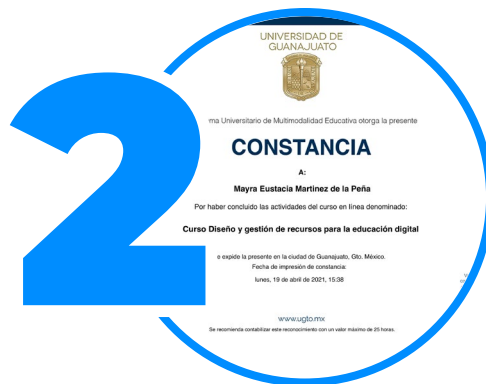 2
UNIVERSIDAD DE
GUANAJUATO
ma Universitario de Multimodalidad Educativa otorga la presente
CONSTANCIA
A:
Mayra Eustacia Martinez de la Peña
Por haber concluido las actividades del curso en línea denominado:
Curso Diseño y gestión de recursos para la educación digital
e expide la presente en la ciudad de Guanajuato, Gto. México.
Fecha de impresión de constancia:
lunes, 19 de abril de 2021, 15:38
www.ugto.mx
Se recomienda contabilizar este reconocimiento con un valor máximo de 25 horas.